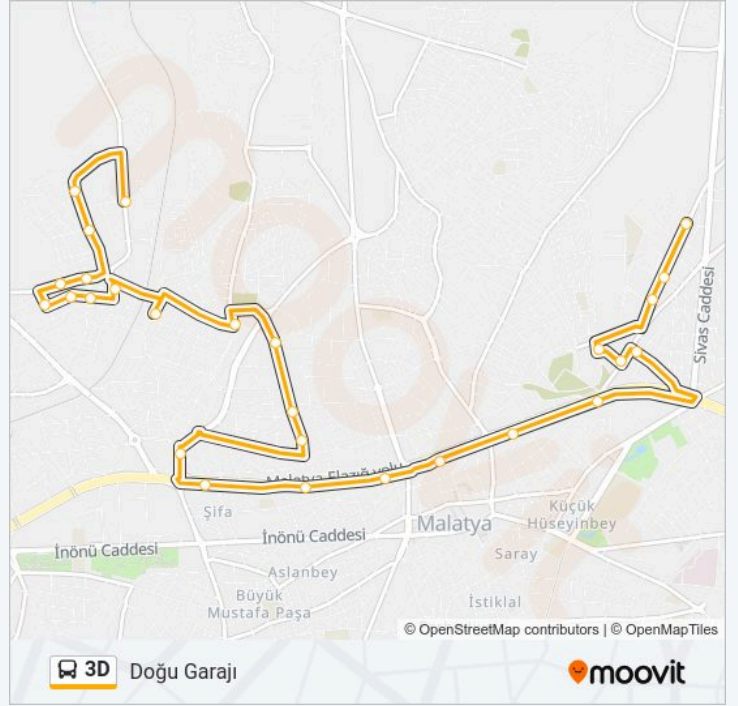 moovit
Sivas Caddesi
Malatya Elazığ yolu
Şifa
İnönü Caddesi
İnönü Caddesi
Malatya
Küçük
Hüseyinbey
Saray
Aslanbey
Büyük
Mustafa Paşa
İstiklal
© OpenStreetMap contributors | © OpenMapTiles
3D Doğu Garajı
moovit